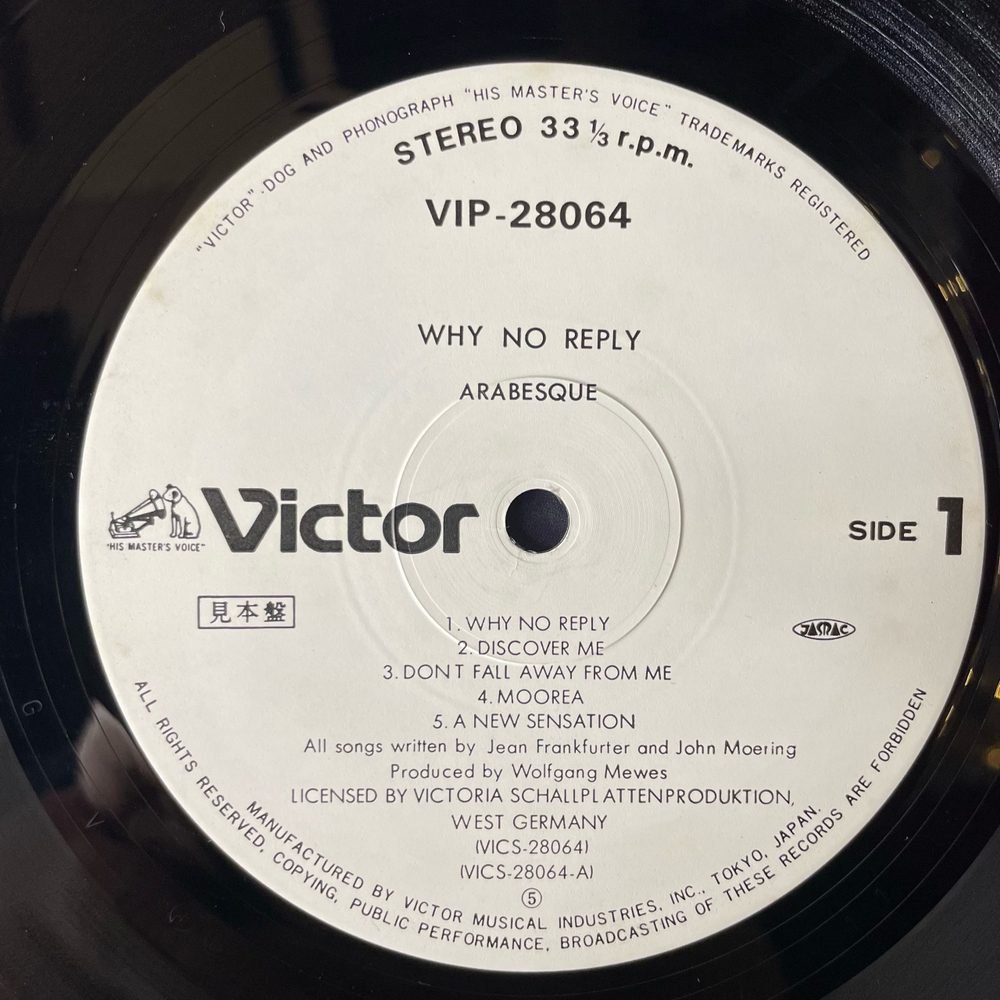 "VICTOR"·DOG AND PHONOGRAPH "HIS MASTER'S VOICE" TRADEMARKS REGISTERED
STEREO 33 1/3 r.p.m.
VIP-28064
WHY NO REPLY
ARABESQUE
Victor
"HIS MASTER'S VOICE"
SIDE 1
見本盤
JASRAC
1. WHY NO REPLY
2. DISCOVER ME
3. DON T FALL AWAY FROM ME
4. MOOREA
5. A NEW SENSATION
All songs written by Jean Frankfurter and John Moering
Produced by Wolfgang Mewes
LICENSED BY VICTORIA SCHALLPLATTENPRODUKTION,
WEST GERMANY
(VICS-28064)
(VICS-28064-A)
⑤
MANUFACTURED BY VICTOR MUSICAL INDUSTRIES, INC., TOKYO, JAPAN.
ALL RIGHTS RESERVED, COPYING, PUBLIC PERFORMANCE, BROADCASTING OF THESE RECORDS ARE FORBIDDEN
G
V